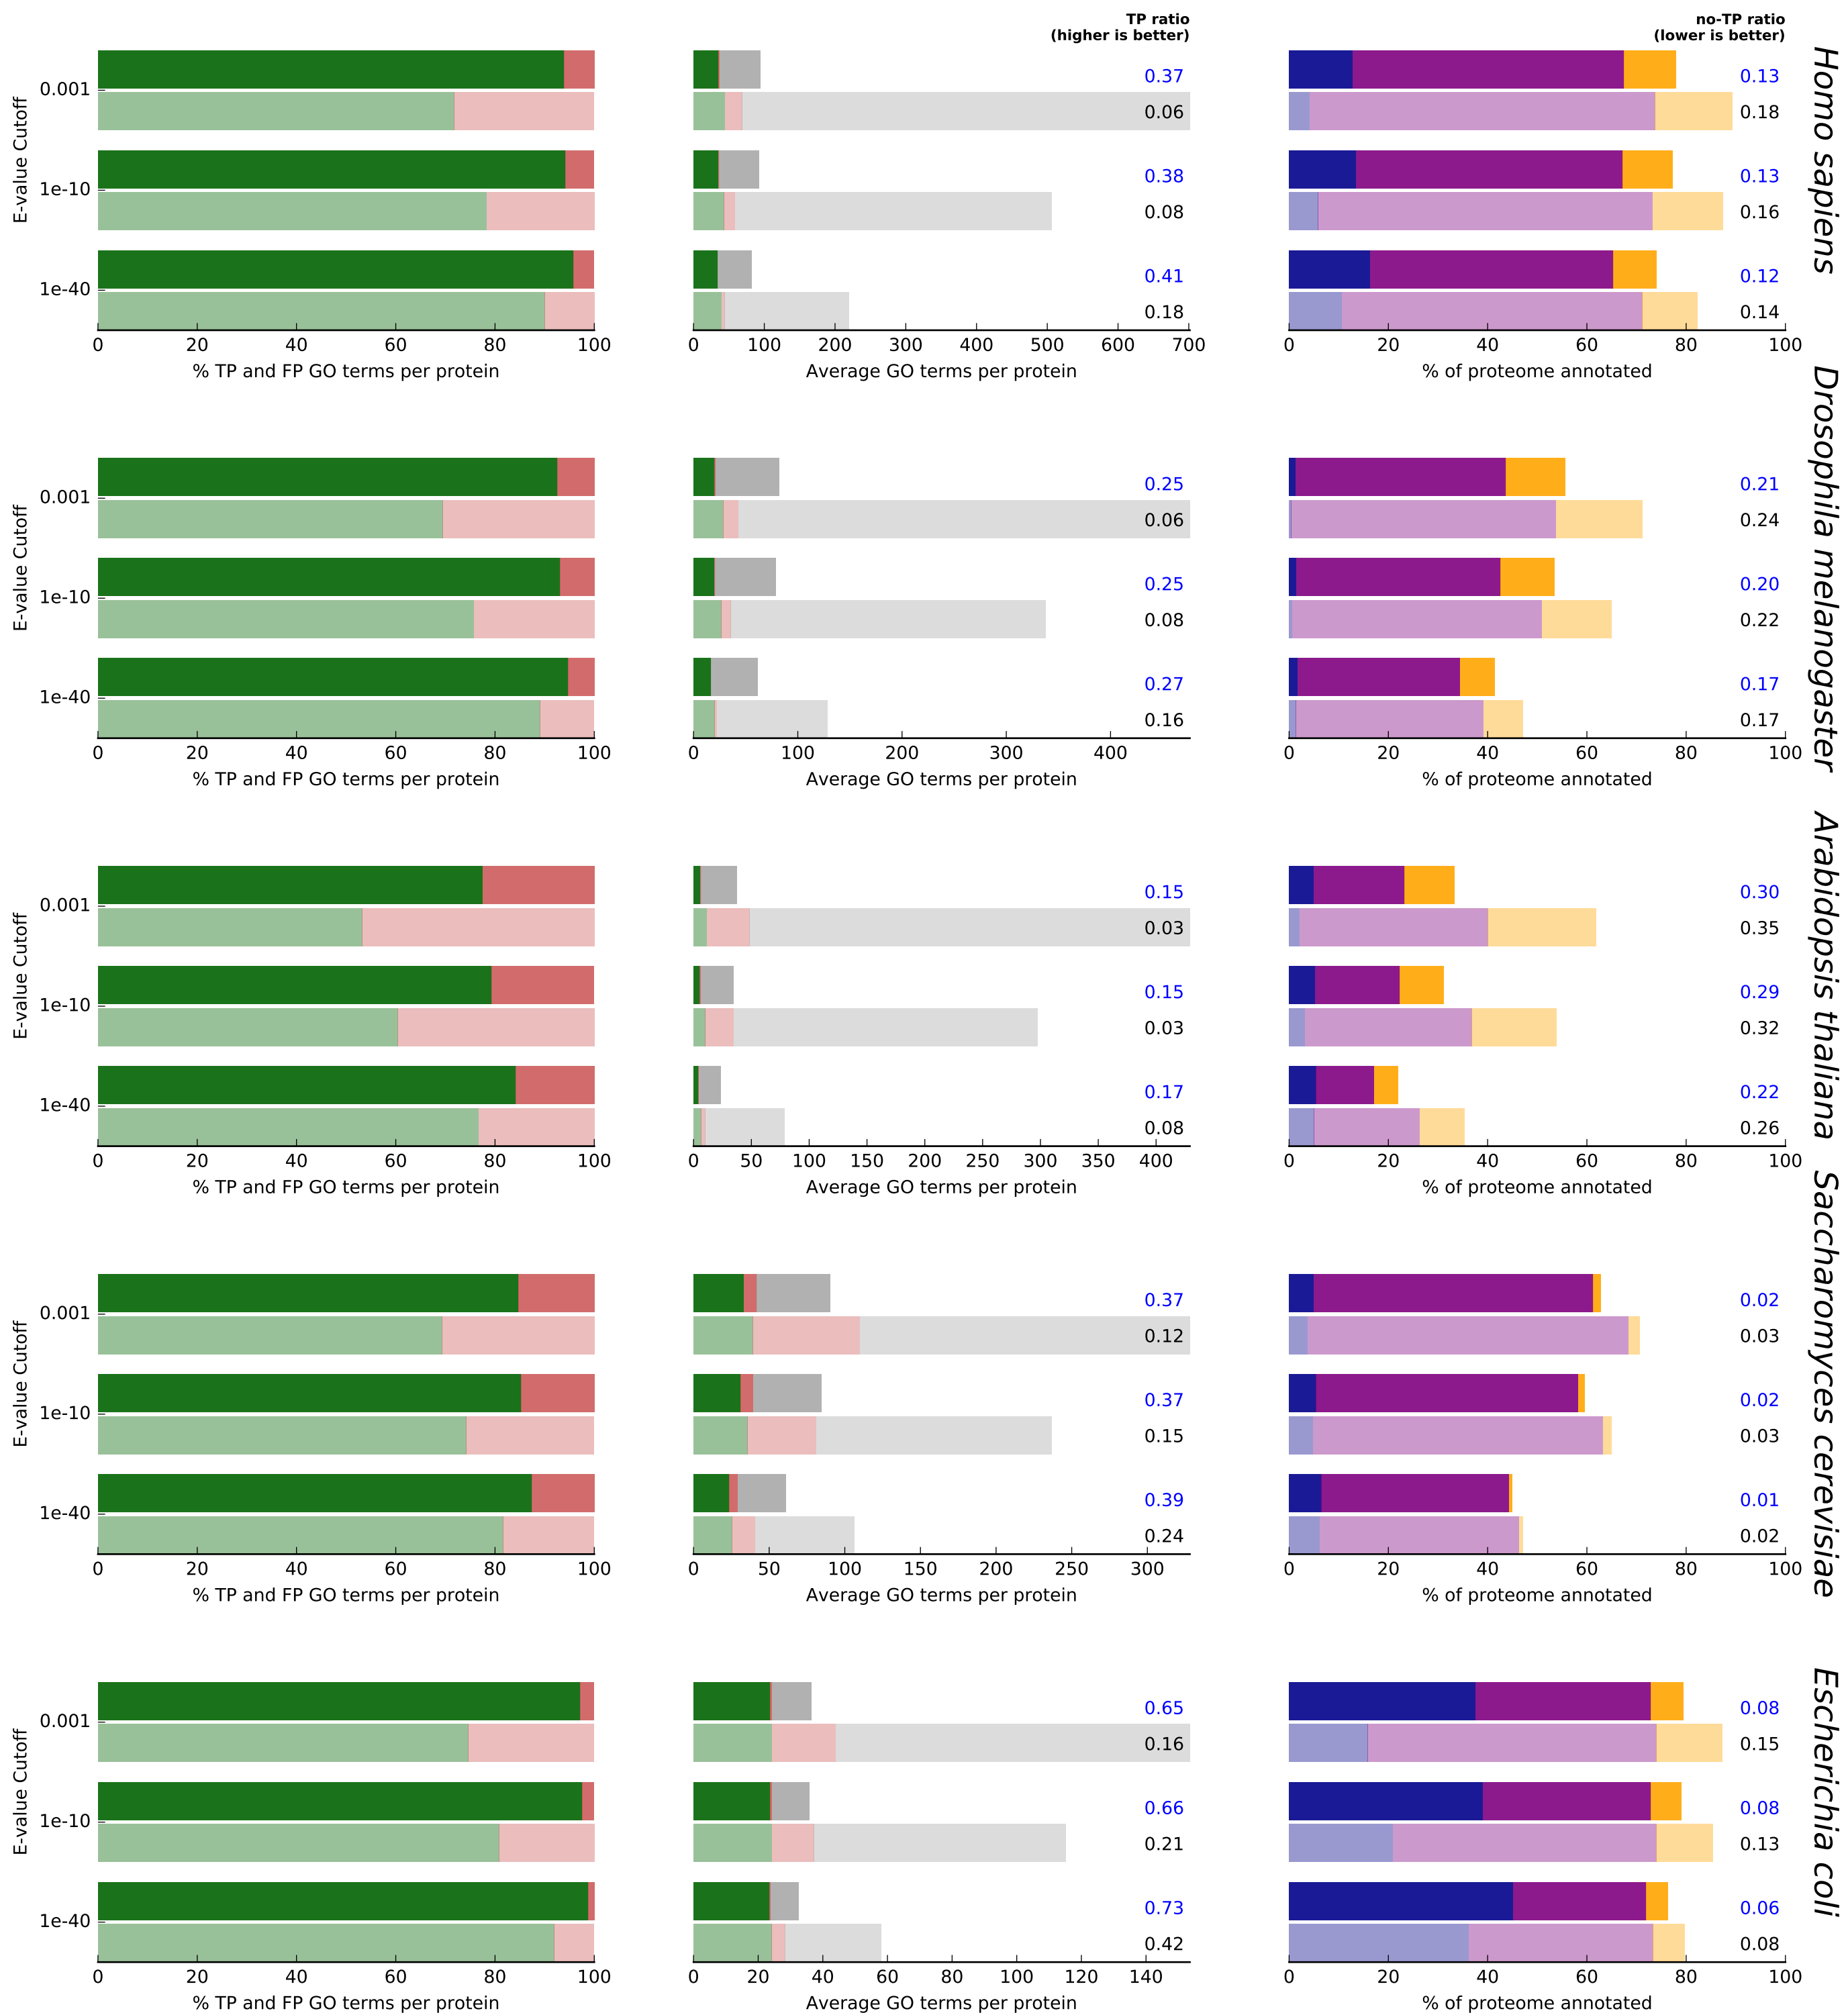 TP ratio
(higher is better)
no-TP ratio
(lower is better)
Homo sapiens
E-value Cutoff
0.001
1e-10
1e-40
0 20 40 60 80 100
% TP and FP GO terms per protein
0.37
0.06
0.38
0.08
0.41
0.18
0 100 200 300 400 500 600 700
Average GO terms per protein
0.13
0.18
0.13
0.16
0.12
0.14
0 20 40 60 80 100
% of proteome annotated
Drosophila melanogaster
E-value Cutoff
0.001
1e-10
1e-40
0 20 40 60 80 100
% TP and FP GO terms per protein
0.25
0.06
0.25
0.08
0.27
0.16
0 100 200 300 400
Average GO terms per protein
0.21
0.24
0.20
0.22
0.17
0.17
0 20 40 60 80 100
% of proteome annotated
Arabidopsis thaliana
E-value Cutoff
0.001
1e-10
1e-40
0 20 40 60 80 100
% TP and FP GO terms per protein
0.15
0.03
0.15
0.03
0.17
0.08
0 50 100 150 200 250 300 350 400
Average GO terms per protein
0.30
0.35
0.29
0.32
0.22
0.26
0 20 40 60 80 100
% of proteome annotated
Saccharomyces cerevisiae
E-value Cutoff
0.001
1e-10
1e-40
0 20 40 60 80 100
% TP and FP GO terms per protein
0.37
0.12
0.37
0.15
0.39
0.24
0 50 100 150 200 250 300
Average GO terms per protein
0.02
0.03
0.02
0.03
0.01
0.02
0 20 40 60 80 100
% of proteome annotated
Escherichia coli
E-value Cutoff
0.001
1e-10
1e-40
0 20 40 60 80 100
% TP and FP GO terms per protein
0.65
0.16
0.66
0.21
0.73
0.42
0 20 40 60 80 100 120 140
Average GO terms per protein
0.08
0.15
0.08
0.13
0.06
0.08
0 20 40 60 80 100
% of proteome annotated